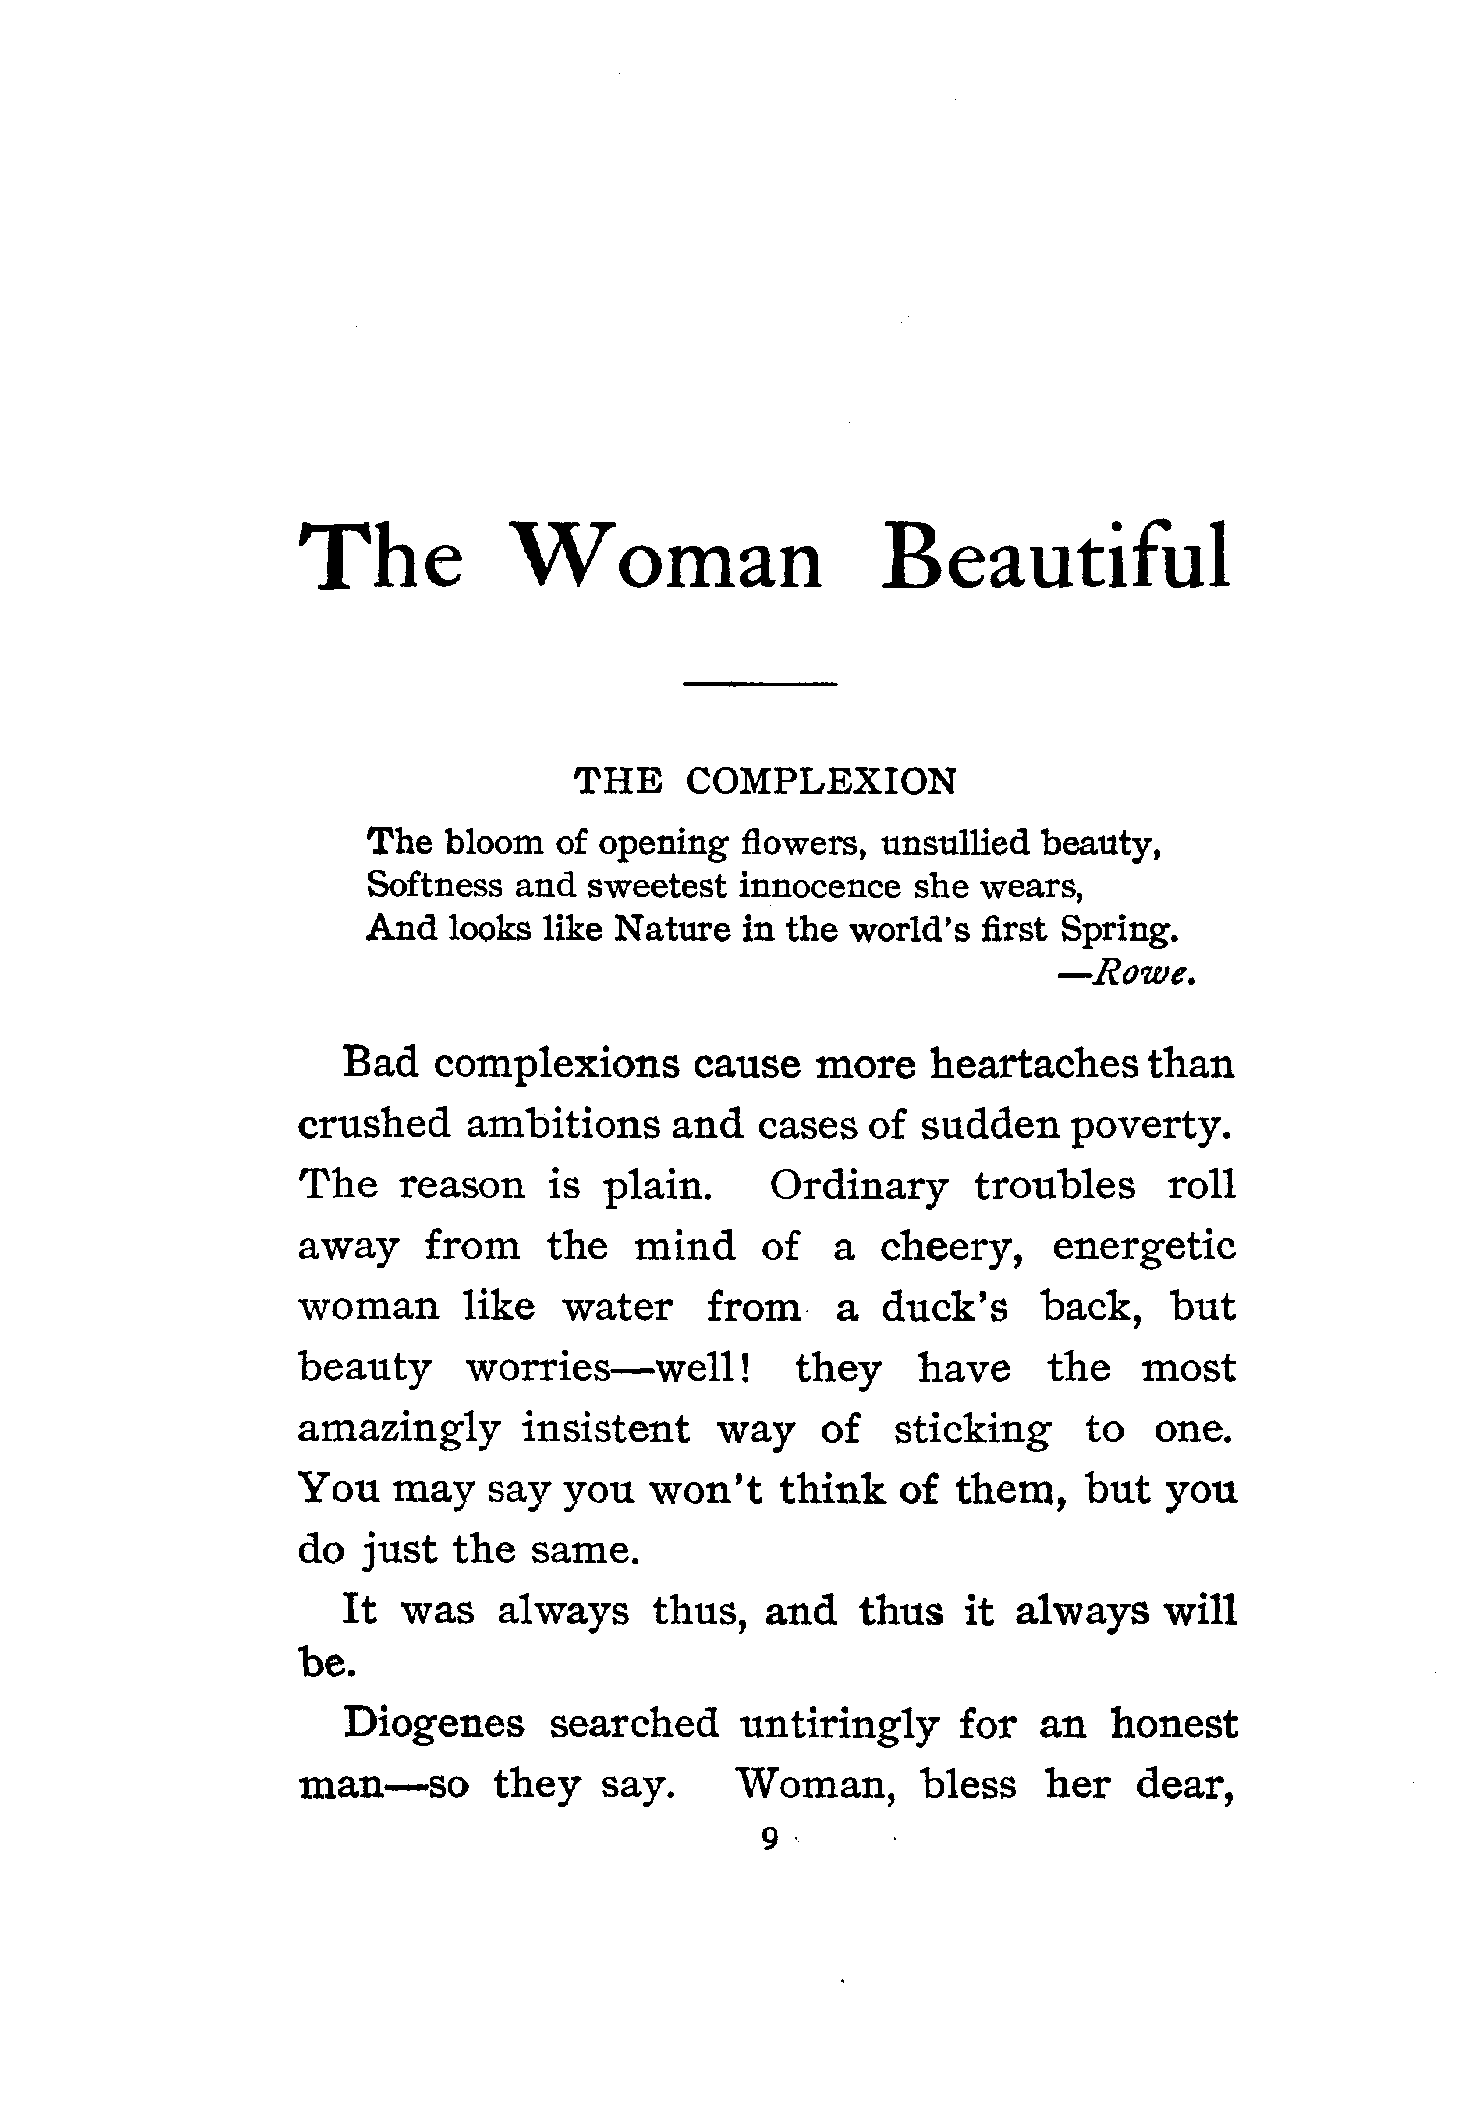 The Woman Beautiful
THE COMPLEXION
The bloom of opening flowers, unsullied beauty,
Softness and sweetest innocence she wears,
And looks like Nature in the world's first Spring.
—Rowe.
Bad complexions cause more heartaches than
crushed ambitions and cases of sudden poverty.
The reason is plain. Ordinary troubles roll
away from the mind of a cheery, energetic
woman like water from a duck's back, but
beauty worries—well! they have the most
amazingly insistent way of sticking to one.
You may say you won't think of them, but you
do just the same.
It was always thus, and thus it always will
be.
Diogenes searched untiringly for an honest
man—so they say. Woman, bless her dear,
9